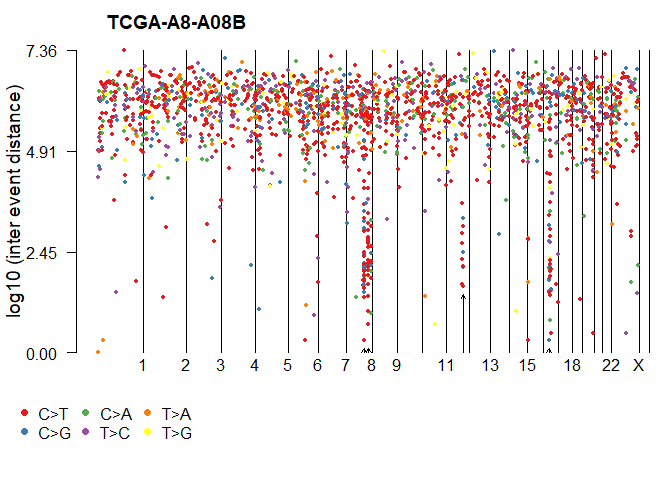 TCGA-A8-A08B
7.36
4.91
2.45
0.00
log10 (inter event distance)
1 2 3 4 5 6 7 8 9 11 13 15 18 22 X
C>T C>A T>A
C>G T>C T>G